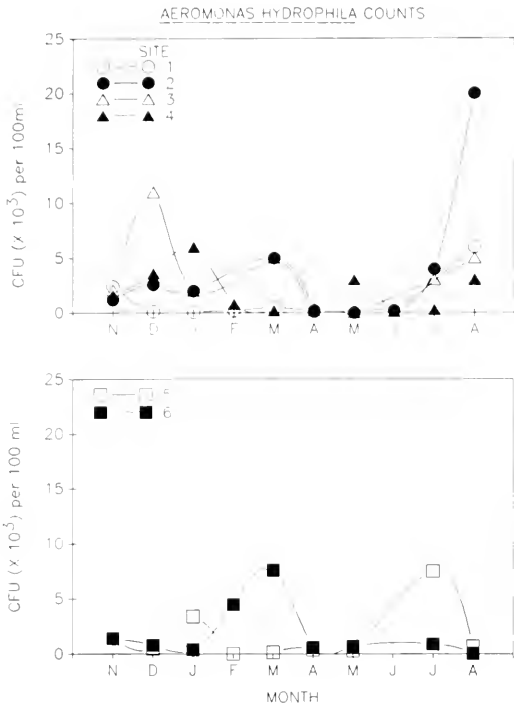 AEROMONAS HYDROPHILA COUNTS
25
20
15
10
5
0
CFU (x 10³) per 100ml
SITE
1
2
3
4
N D J F M A M J A
25
20
15
10
5
0
CFU (x 10³) per 100 ml
5
6
N D J F M A M J J A
MONTH